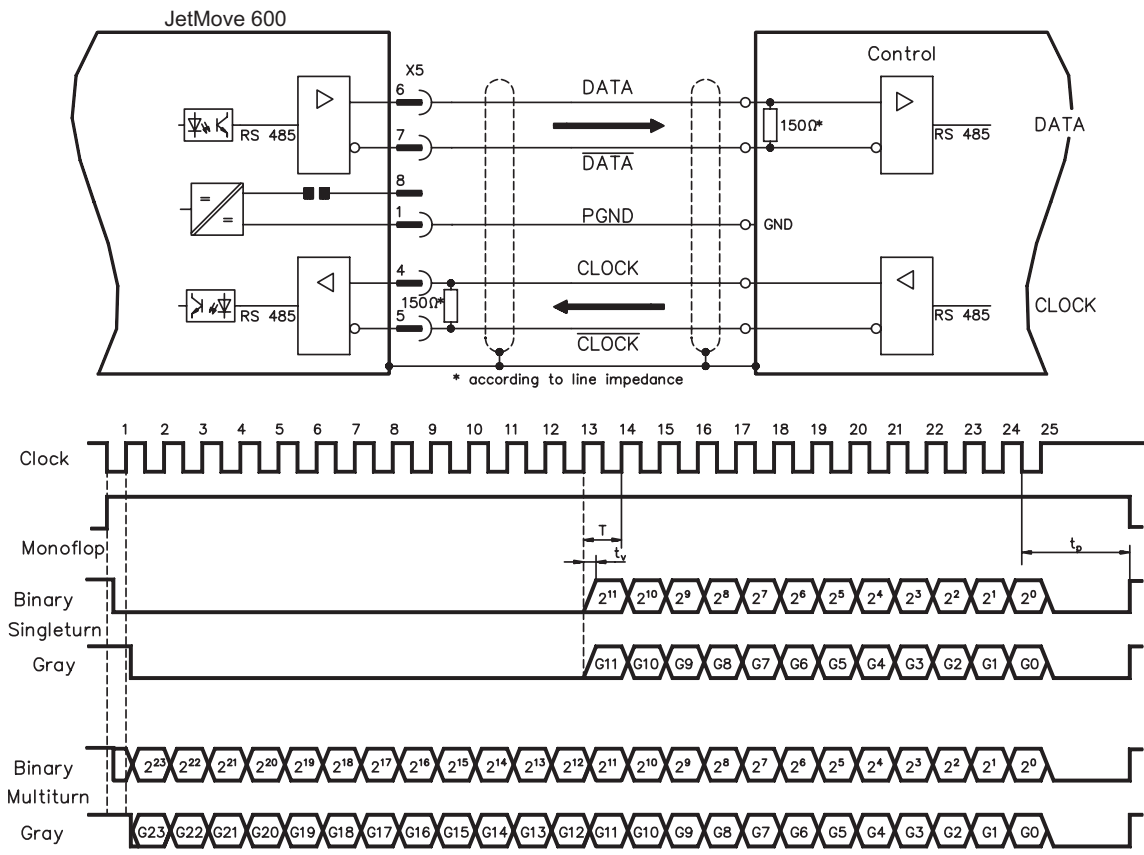 JetMove 600
X5
Control
6
DATA
RS 485
150Ω*
RS 485
DATA
7
DATA
8
=
=
1
PGND
GND
4
CLOCK
150Ω*
RS 485
RS 485
CLOCK
5
CLOCK
* according to line impedance
1 2 3 4 5 6 7 8 9 10 11 12 13 14 15 16 17 18 19 20 21 22 23 24 25
Clock
T
Monoflop
tv
tp
Binary 2¹¹ 2¹⁰ 2⁹ 2⁸ 2⁷ 2⁶ 2⁵ 2⁴ 2³ 2² 2¹ 2⁰
Singleturn
Gray G11 G10 G9 G8 G7 G6 G5 G4 G3 G2 G1 G0
Binary 2²³ 2²² 2²¹ 2²⁰ 2¹⁹ 2¹⁸ 2¹⁷ 2¹⁶ 2¹⁵ 2¹⁴ 2¹³ 2¹² 2¹¹ 2¹⁰ 2⁹ 2⁸ 2⁷ 2⁶ 2⁵ 2⁴ 2³ 2² 2¹ 2⁰
Multiturn
Gray G23 G22 G21 G20 G19 G18 G17 G16 G15 G14 G13 G12 G11 G10 G9 G8 G7 G6 G5 G4 G3 G2 G1 G0